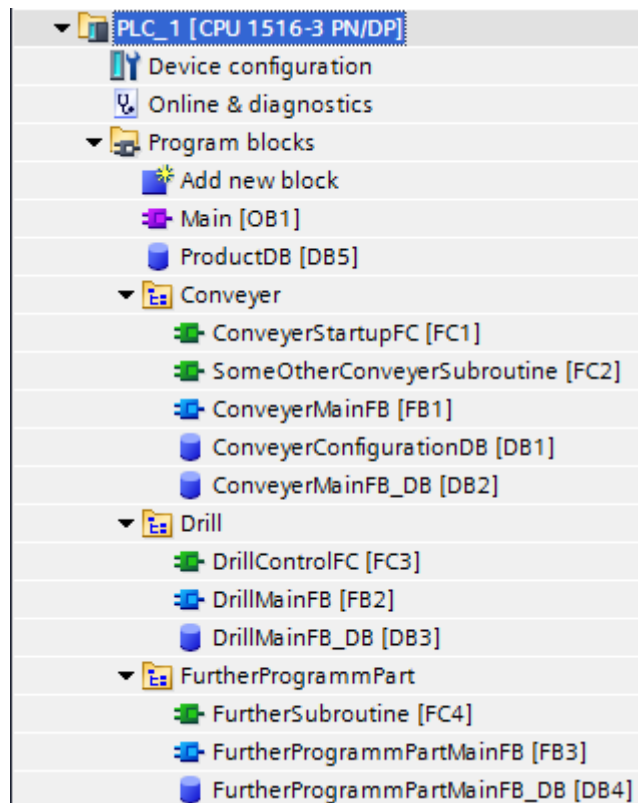 PLC_1 [CPU 1516-3 PN/DP]
Device configuration
Online & diagnostics
Program blocks
Add new block
Main [OB1]
ProductDB [DB5]
Conveyer
ConveyerStartupFC [FC1]
SomeOtherConveyerSubroutine [FC2]
ConveyerMainFB [FB1]
ConveyerConfigurationDB [DB1]
ConveyerMainFB_DB [DB2]
Drill
DrillControlFC [FC3]
DrillMainFB [FB2]
DrillMainFB_DB [DB3]
FurtherProgrammPart
FurtherSubroutine [FC4]
FurtherProgrammPartMainFB [FB3]
FurtherProgrammPartMainFB_DB [DB4]